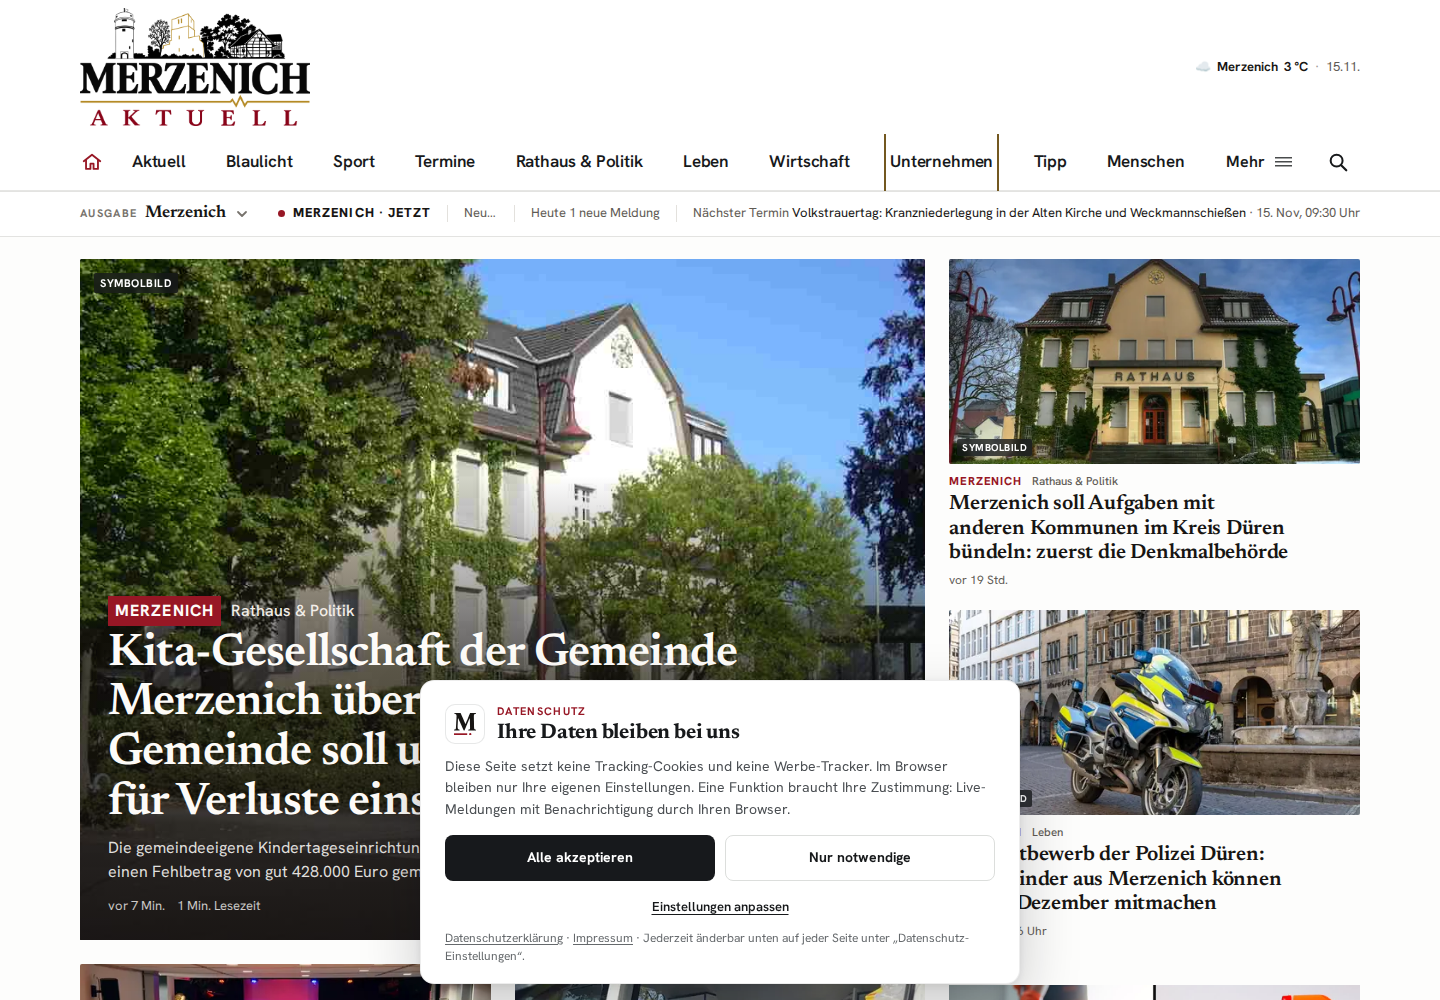 MERZENICH
AKTUELL
Merzenich 3 °C · 15.11.
Aktuell Blaulicht Sport Termine Rathaus & Politik Leben Wirtschaft Unternehmen Tipp Menschen Mehr
AUSGABE Merzenich MERZENICH · JETZT Neu... Heute 1 neue Meldung Nächster Termin Volkstrauertag: Kranzniederlegung in der Alten Kirche und Weckmannschießen · 15. Nov, 09:30 Uhr
SYMBOLBILD
MERZENICH Rathaus & Politik
Kita-Gesellschaft der Gemeinde
Merzenich über
Gemeinde soll
für Verluste eins
Die gemeindeeigene Kindertageseinrichtun
einen Fehlbetrag von gut 428.000 Euro gem
vor 7 Min. 1 Min. Lesezeit
RATHAUS
SYMBOLBILD
MERZENICH Rathaus & Politik
Merzenich soll Aufgaben mit
anderen Kommunen im Kreis Düren
bündeln: zuerst die Denkmalbehörde
vor 19 Std.
Leben
tbewerb der Polizei Düren:
inder aus Merzenich können
Dezember mitmachen
Uhr
M
DATENSCHUTZ
Ihre Daten bleiben bei uns
Diese Seite setzt keine Tracking-Cookies und keine Werbe-Tracker. Im Browser
bleiben nur Ihre eigenen Einstellungen. Eine Funktion braucht Ihre Zustimmung: Live-
Meldungen mit Benachrichtigung durch Ihren Browser.
Alle akzeptieren Nur notwendige
Einstellungen anpassen
Datenschutzerklärung · Impressum · Jederzeit änderbar unten auf jeder Seite unter „Datenschutz-
Einstellungen“.